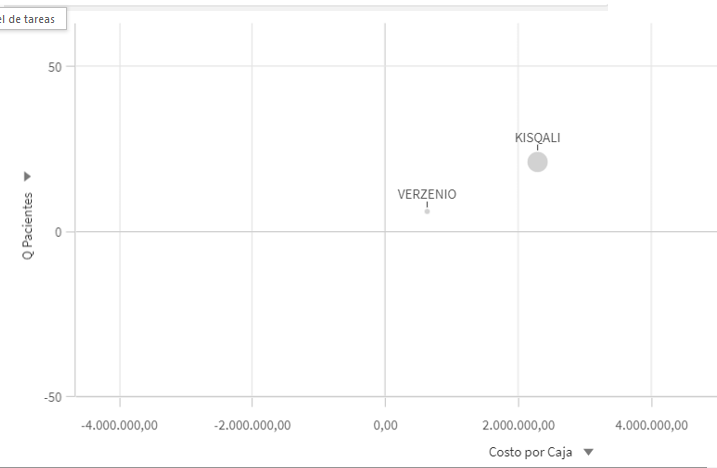 el de tareas
50
KISQALI
VERZENIO
Q Pacientes
0
-50
-4.000.000,00 -2.000.000,00 0,00 2.000.000,00 4.000.000,00
Costo por Caja